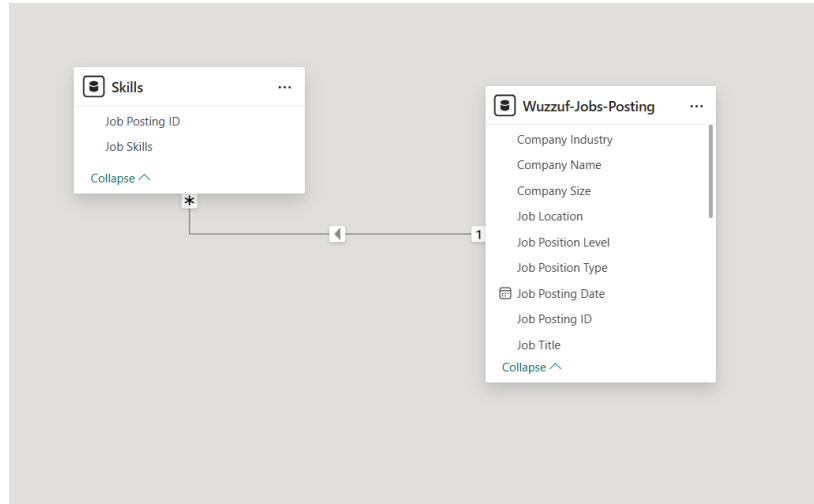 Skills
...
Job Posting ID
Job Skills
Collapse
*
1
Wuzzuf-Jobs-Posting
...
Company Industry
Company Name
Company Size
Job Location
Job Position Level
Job Position Type
Job Posting Date
Job Posting ID
Job Title
Collapse